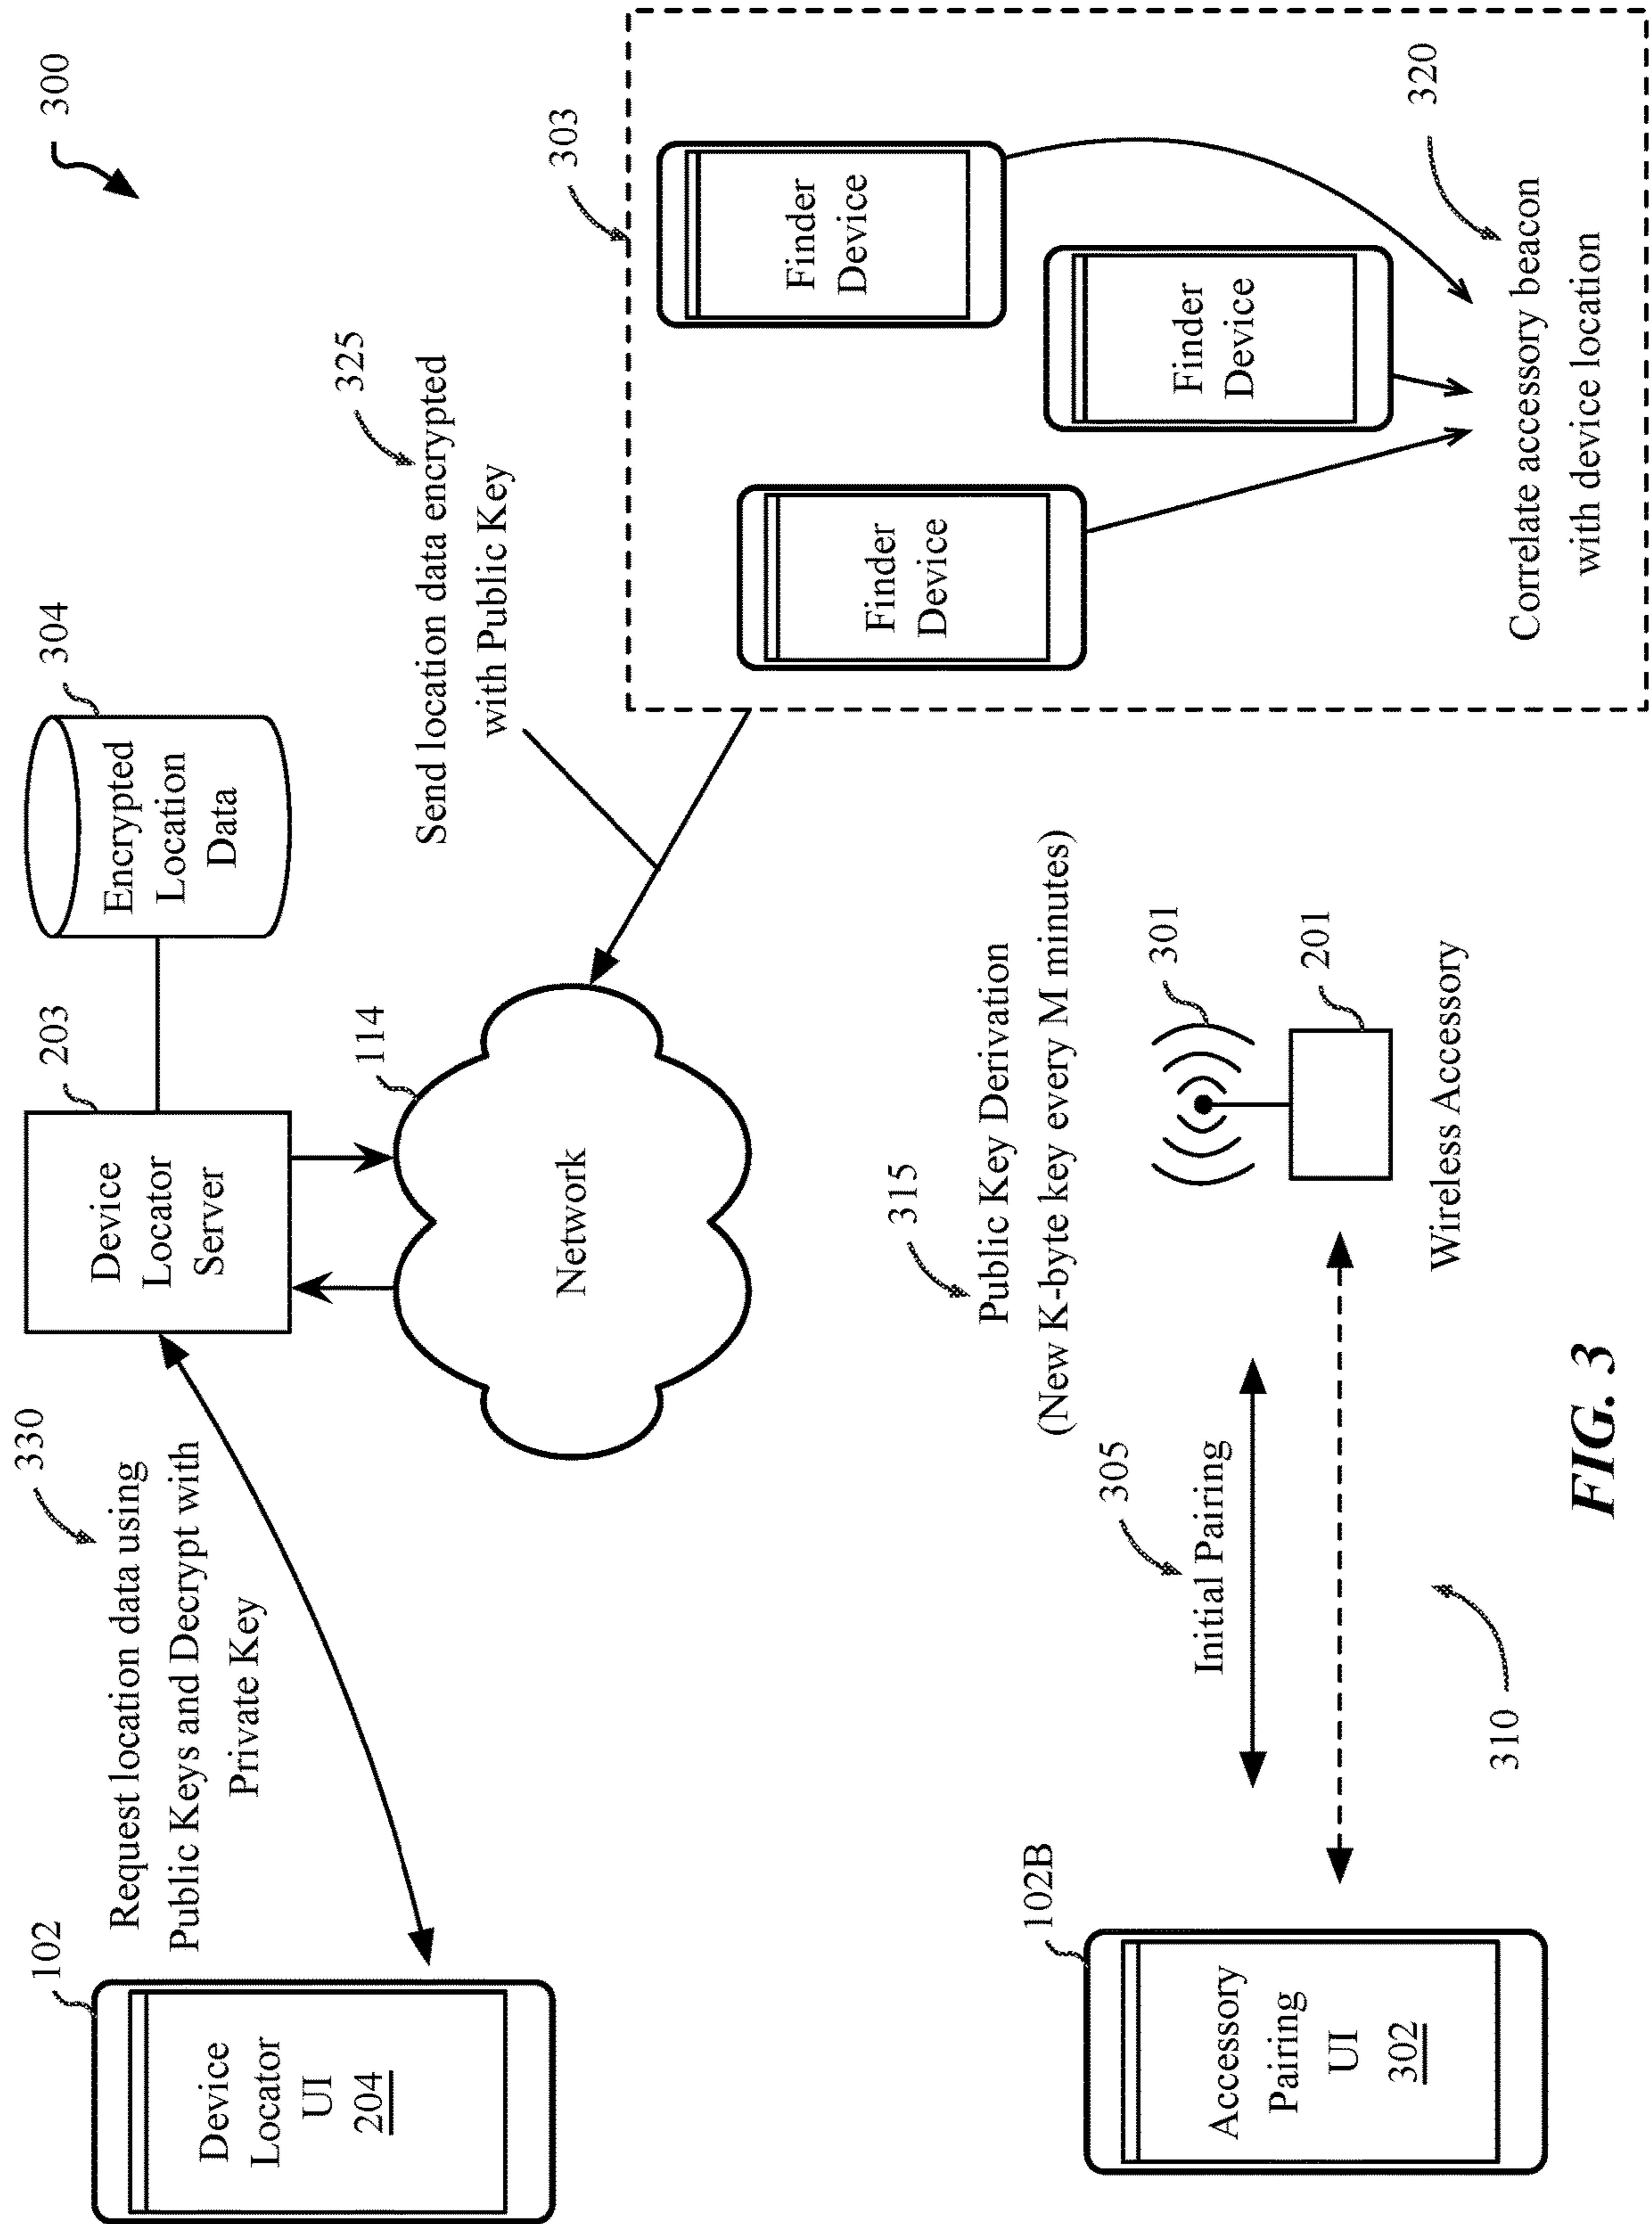 300
330
Request location data using
Public Keys and Decrypt with
Private Key
102
Device
Locator
UI
204
203
Device
Locator
Server
304
Encrypted
Location
Data
114
Network
325
Send location data encrypted
with Public Key
303
Finder
Device
Finder
Device
Finder
Device
320
Correlate accessory beacon
with device location
315
Public Key Derivation
(New K-byte key every M minutes)
301
201
Wireless Accessory
305
Initial Pairing
310
102B
Accessory
Pairing
UI
302
FIG. 3